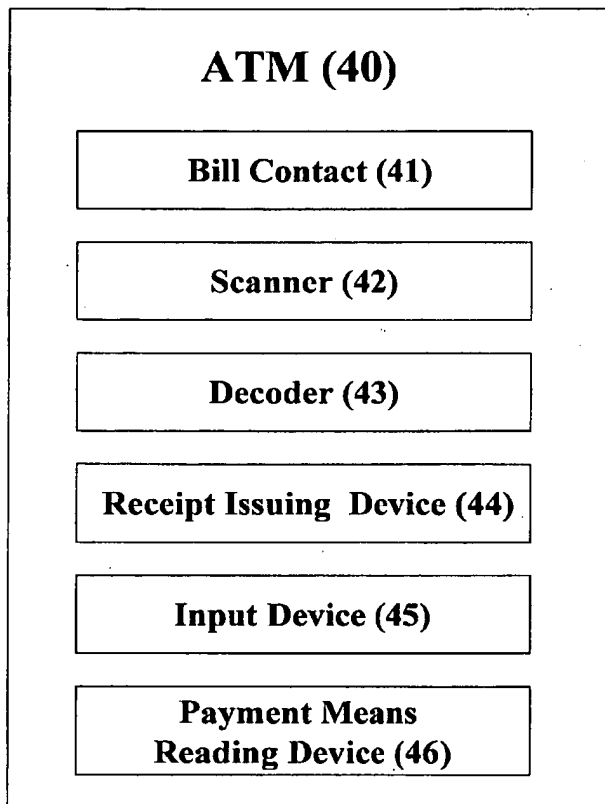 ATM (40)
Bill Contact (41)
Scanner (42)
Decoder (43)
Receipt Issuing Device (44)
Input Device (45)
Payment Means
Reading Device (46)